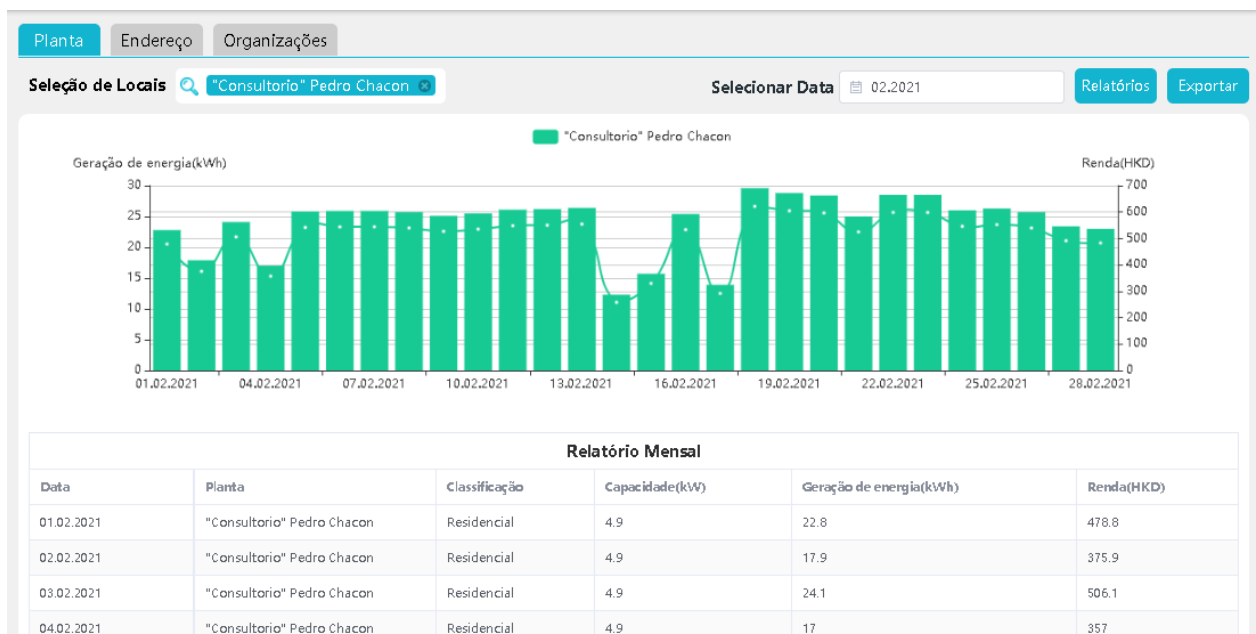 Planta Endereço Organizações
Seleção de Locais "Consultorio" Pedro Chacon Selecionar Data 02.2021 Relatórios Exportar
"Consultorio" Pedro Chacon
Geração de energia(kWh) Renda(HKD)
30 700
25 600
20 500
15 400
10 300
5 200
0 100
0
01.02.2021 04.02.2021 07.02.2021 10.02.2021 13.02.2021 16.02.2021 19.02.2021 22.02.2021 25.02.2021 28.02.2021
Relatório Mensal
Data Planta Classificação Capacidade(kW) Geração de energia(kWh) Renda(HKD)
01.02.2021 "Consultorio" Pedro Chacon Residencial 4.9 22.8 478.8
02.02.2021 "Consultorio" Pedro Chacon Residencial 4.9 17.9 375.9
03.02.2021 "Consultorio" Pedro Chacon Residencial 4.9 24.1 506.1
04.02.2021 "Consultorio" Pedro Chacon Residencial 4.9 17 357